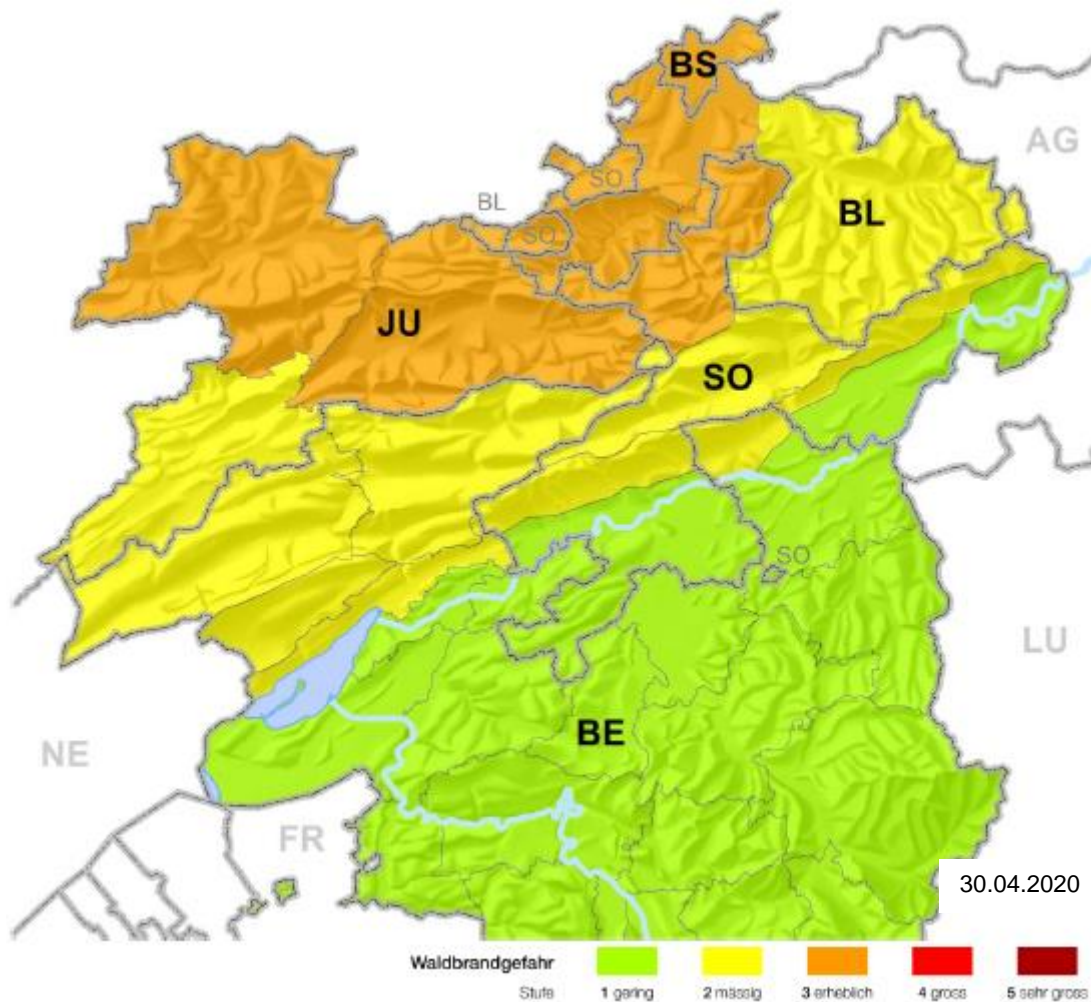 BS
AG
SO
BL
BL
SO
JU
SO
SO
LU
BE
NE
FR
30.04.2020
Waldbrandgefahr
Stufe 1 gering 2 mässig 3 erheblich 4 gross 5 sehr gross